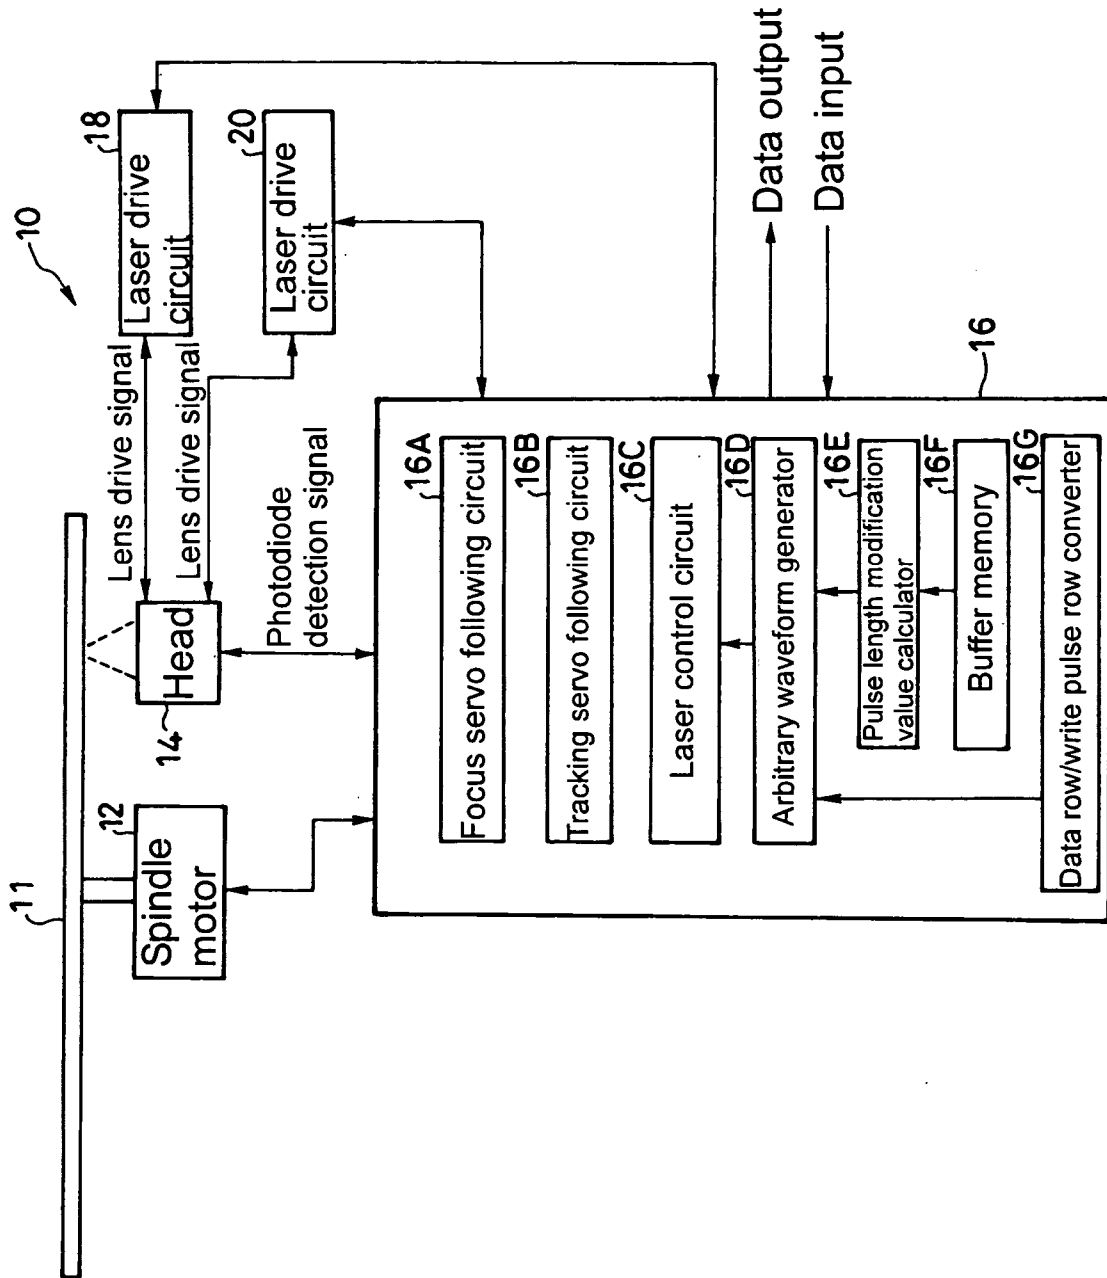 10
11
12
Spindle
motor
14
Head
Lens drive signal
Lens drive signal
18
Laser drive
circuit
20
Laser drive
circuit
Photodiode
detection signal
16
16A
Focus servo following circuit
16B
Tracking servo following circuit
16C
Laser control circuit
16D
Arbitrary waveform generator
16E
Pulse length modification
value calculator
16F
Buffer memory
16G
Data row/write pulse row converter
Data output
Data input